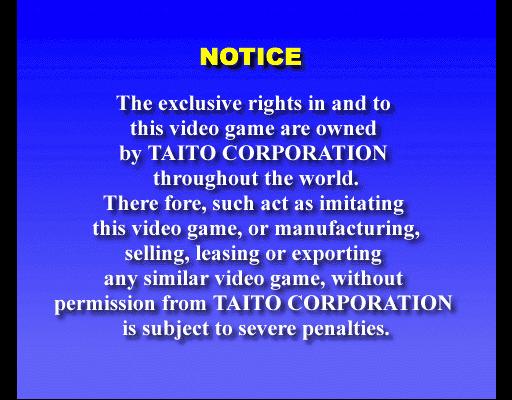 NOTICE
The exclusive rights in and to
this video game are owned
by TAITO CORPORATION
throughout the world.
There fore, such act as imitating
this video game, or manufacturing,
selling, leasing or exporting
any similar video game, without
permission from TAITO CORPORATION
is subject to severe penalties.